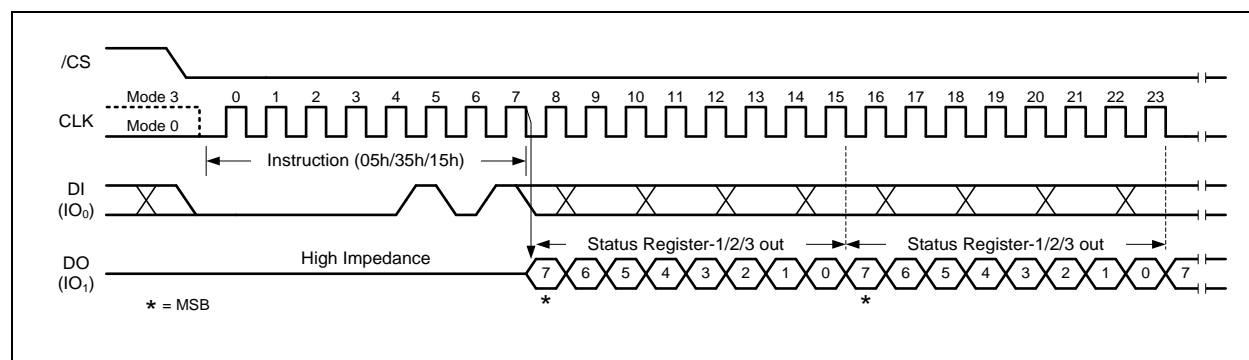 /CS
Mode 3
0 1 2 3 4 5 6 7 8 9 10 11 12 13 14 15 16 17 18 19 20 21 22 23
CLK
Mode 0
Instruction (05h/35h/15h)
DI
(IO₀)
Status Register-1/2/3 out Status Register-1/2/3 out
High Impedance
DO
(IO₁)
7 6 5 4 3 2 1 0 7 6 5 4 3 2 1 0 7
* *
* = MSB